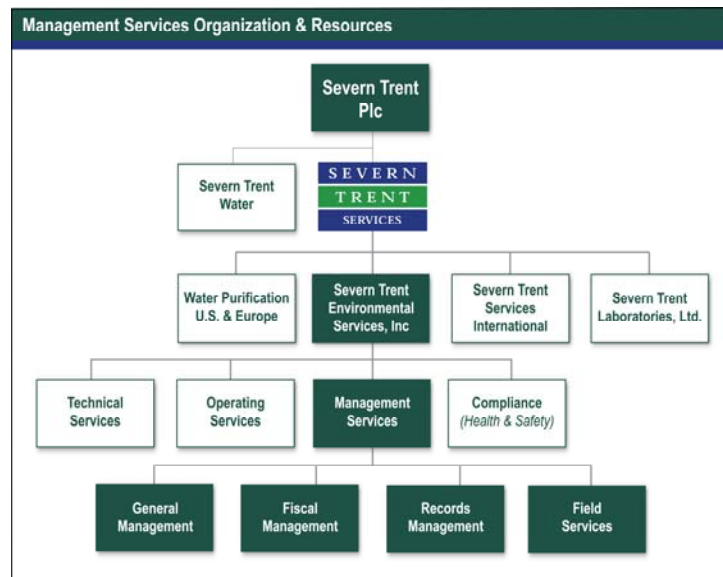 Management Services Organization & Resources
Severn Trent
Plc
Severn Trent
Water
SEVERN
TRENT
SERVICES
Water Purification
U.S. & Europe
Severn Trent
Environmental
Services, Inc
Severn Trent
Services
International
Severn Trent
Laboratories, Ltd.
Technical
Services
Operating
Services
Management
Services
Compliance
(Health & Safety)
General
Management
Fiscal
Management
Records
Management
Field
Services